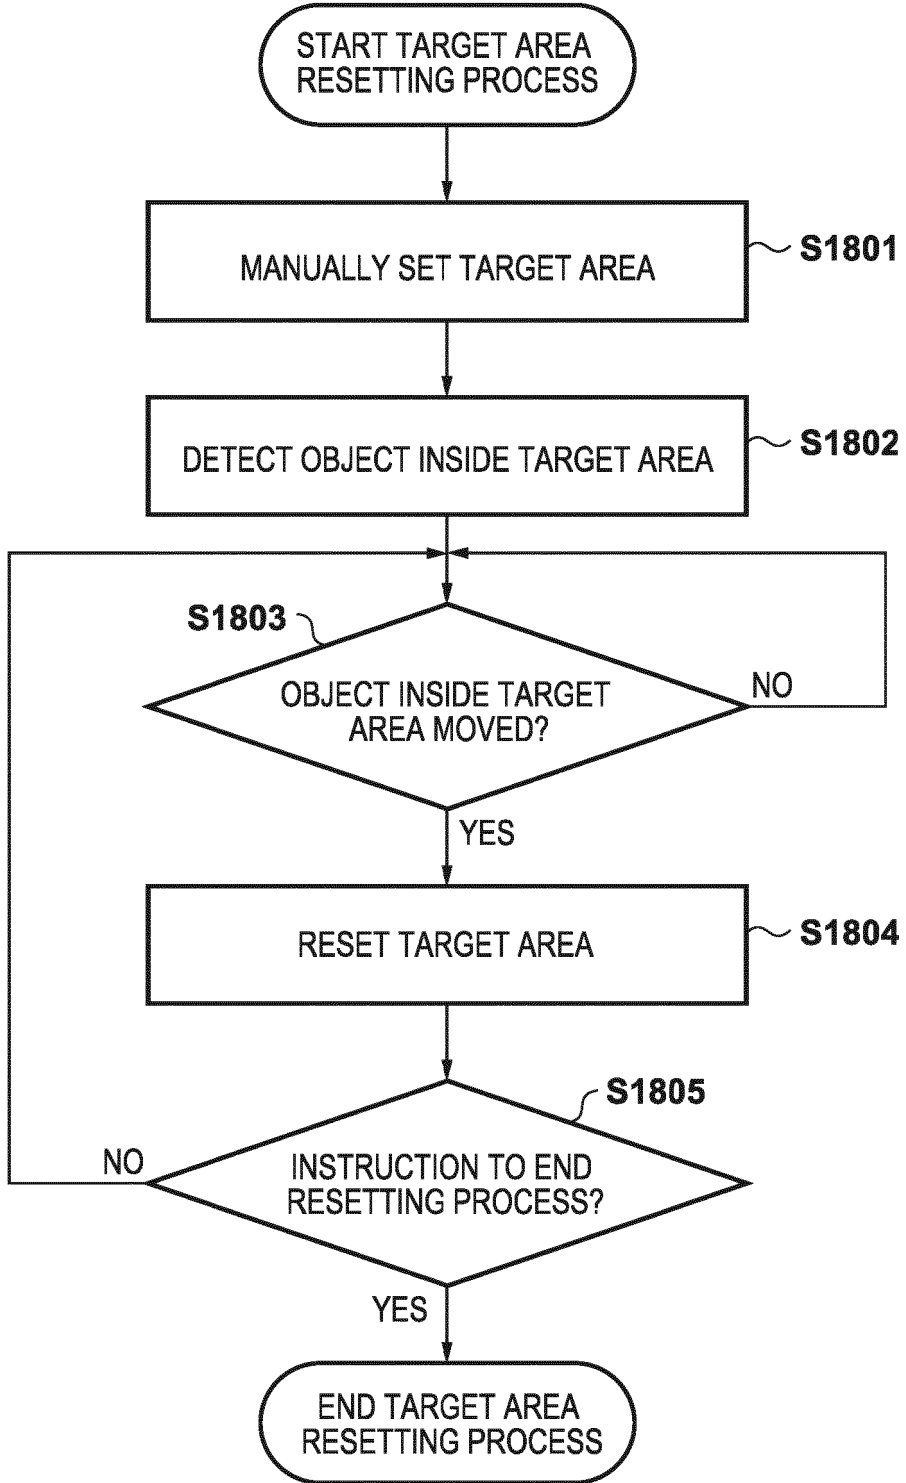 START TARGET AREA
RESETTING PROCESS
MANUALLY SET TARGET AREA
S1801
DETECT OBJECT INSIDE TARGET AREA
S1802
S1803
OBJECT INSIDE TARGET
AREA MOVED?
NO
YES
RESET TARGET AREA
S1804
S1805
INSTRUCTION TO END
RESETTING PROCESS?
NO
YES
END TARGET AREA
RESETTING PROCESS